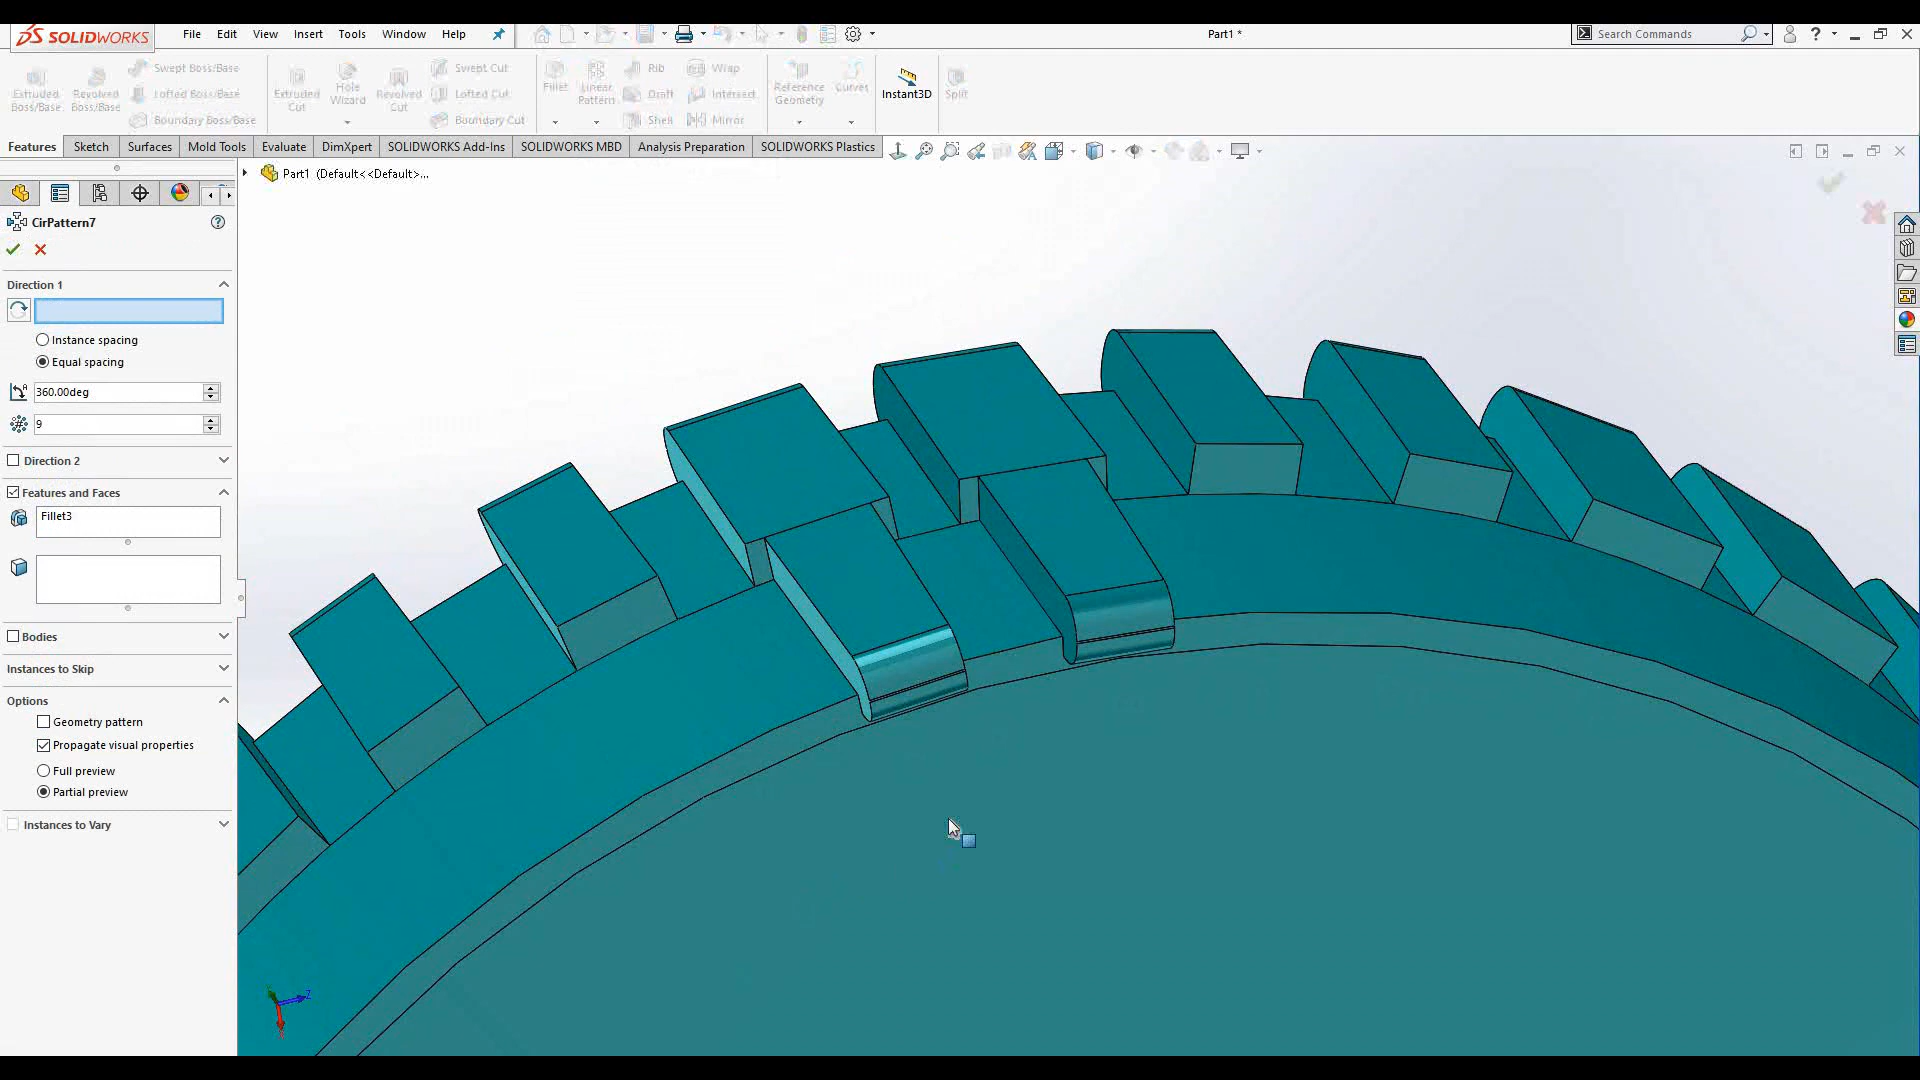 SOLIDWORKS
File Edit View Insert Tools Window Help
Part1 *
Search Commands
?
Extruded Boss/Base
Revolved Boss/Base
Swept Boss/Base
Lofted Boss/Base
Boundary Boss/Base
Extruded Cut
Hole Wizard
Revolved Cut
Swept Cut
Lofted Cut
Boundary Cut
Fillet
Linear Pattern
Rib
Draft
Shell
Wrap
Intersect
Mirror
Reference Geometry
Curves
Instant3D
Split
Features Sketch Surfaces Mold Tools Evaluate DimXpert SOLIDWORKS Add-Ins SOLIDWORKS MBD Analysis Preparation SOLIDWORKS Plastics
Part1 (Default<<Default>...
CirPattern7
?
Direction 1
Instance spacing
Equal spacing
360.00deg
9
Direction 2
Features and Faces
Fillet3
Bodies
Instances to Skip
Options
Geometry pattern
Propagate visual properties
Full preview
Partial preview
Instances to Vary
Z